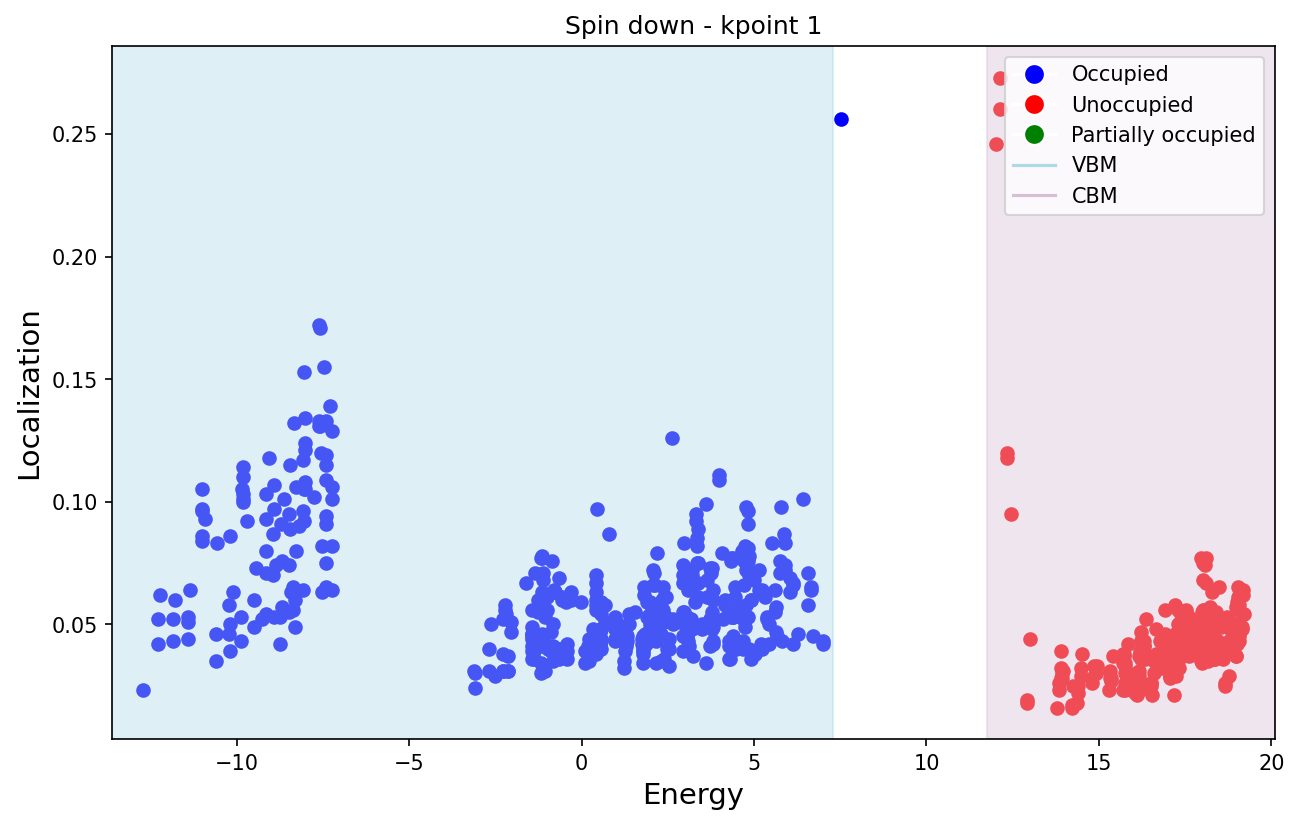 Spin down - kpoint 1
Localization
0.25
0.20
0.15
0.10
0.05
−10
−5
0
5
10
15
20
Energy
Occupied
Unoccupied
Partially occupied
VBM
CBM